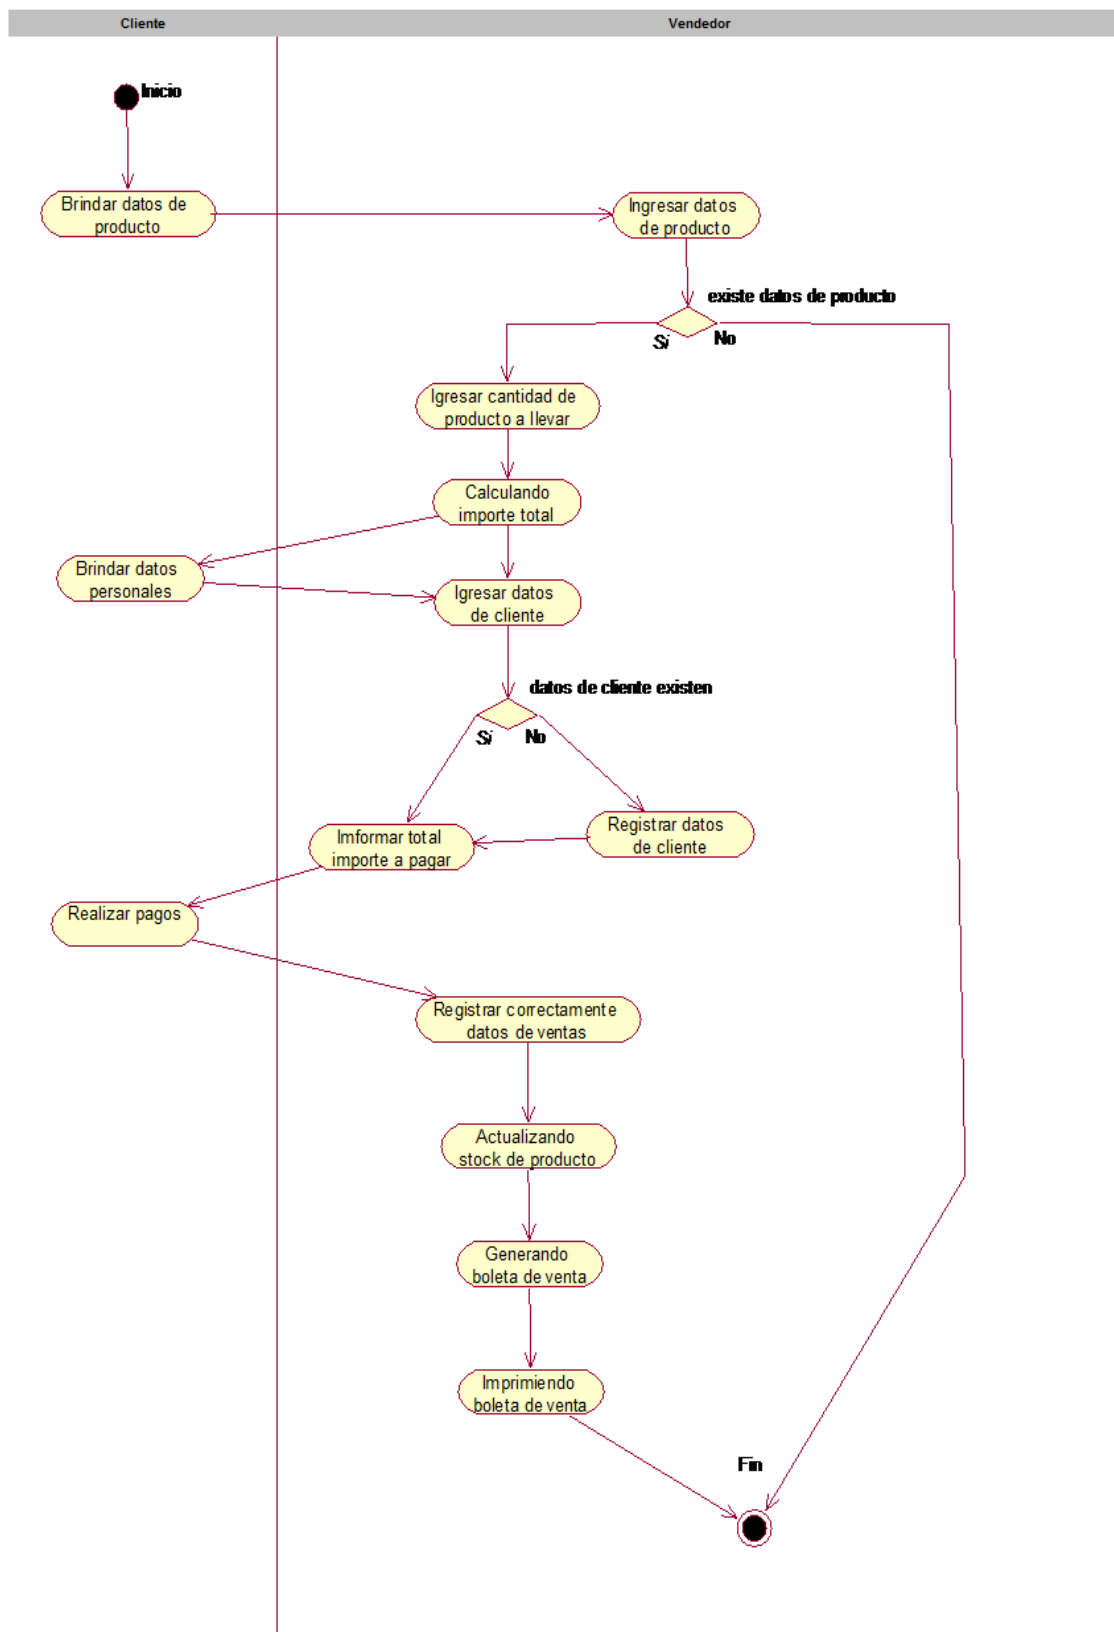 Cliente
Vendedor
Inicio
Brindar datos de
producto
Ingresar datos
de producto
existe datos de producto
Si
No
Igresar cantidad de
producto a llevar
Calculando
importe total
Brindar datos
personales
Igresar datos
de cliente
datos de cliente existen
Si
No
Imformar total
importe a pagar
Registrar datos
de cliente
Realizar pagos
Registrar correctamente
datos de ventas
Actualizando
stock de producto
Generando
boleta de venta
Imprimiendo
boleta de venta
Fin